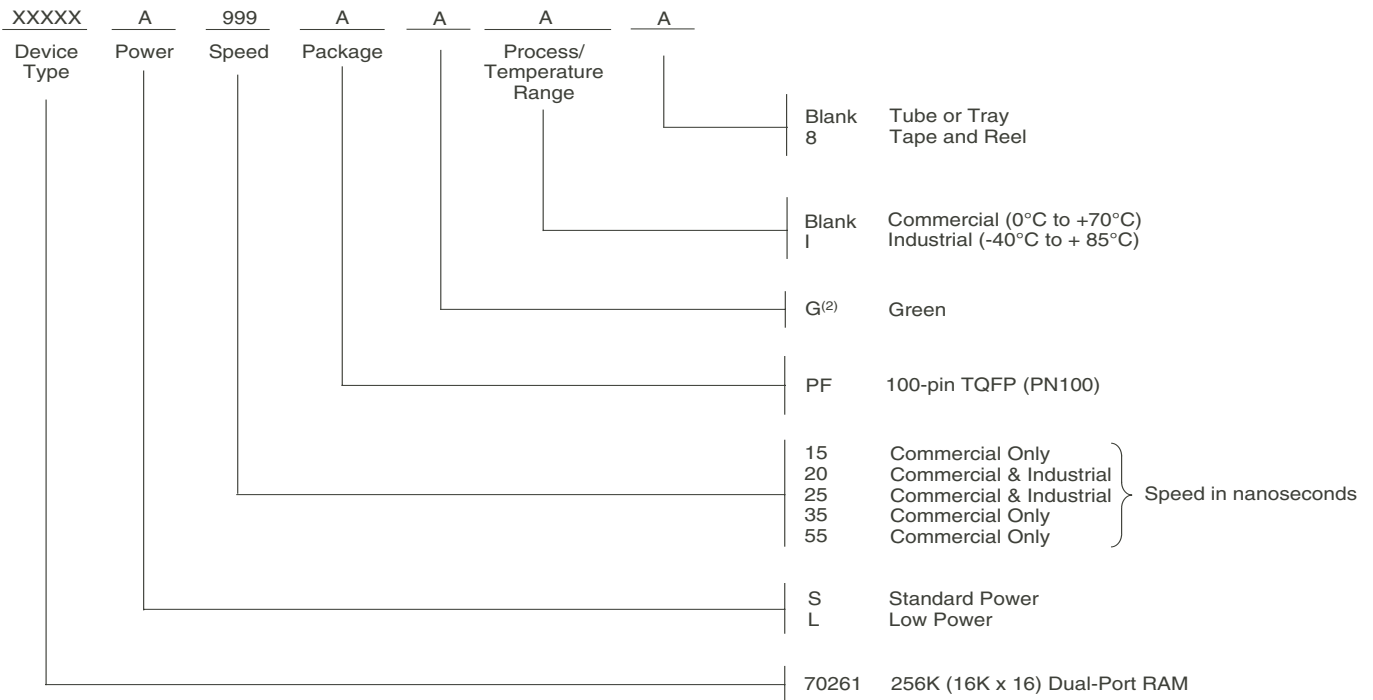 XXXXX A 999 A A A A
Device Type Power Speed Package Process/ Temperature Range
Blank Tube or Tray
8 Tape and Reel
Blank Commercial (0°C to +70°C)
I Industrial (-40°C to + 85°C)
G(2) Green
PF 100-pin TQFP (PN100)
15 Commercial Only
20 Commercial & Industrial
25 Commercial & Industrial
35 Commercial Only
55 Commercial Only
Speed in nanoseconds
S Standard Power
L Low Power
70261 256K (16K x 16) Dual-Port RAM